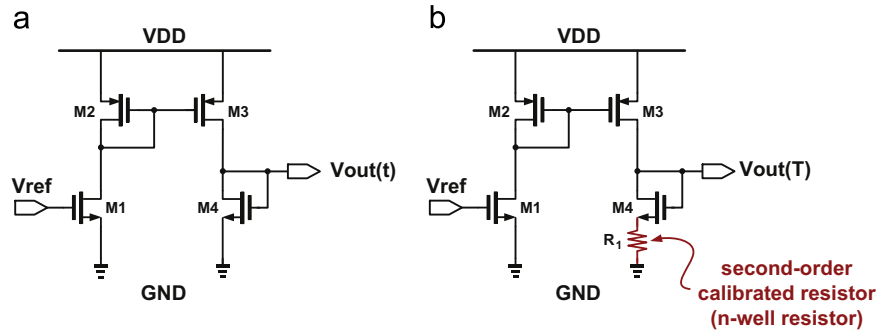 a
VDD
M2
M3
Vref
M1
M4
Vout(t)
GND
b
VDD
M2
M3
Vref
M1
M4
Vout(T)
R1
GND
second-order
calibrated resistor
(n-well resistor)